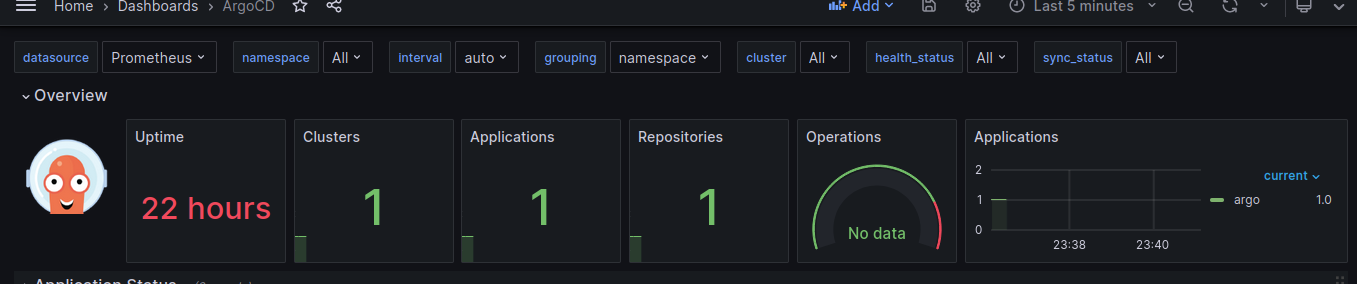 Home > Dashboards > ArgoCD
Add
Last 5 minutes
datasource Prometheus namespace All interval auto grouping namespace cluster All health_status All sync_status All
Overview
Uptime
22 hours
Clusters
1
Applications
1
Repositories
1
Operations
No data
Applications
2
1
0
23:38 23:40
current
argo 1.0
Application Status